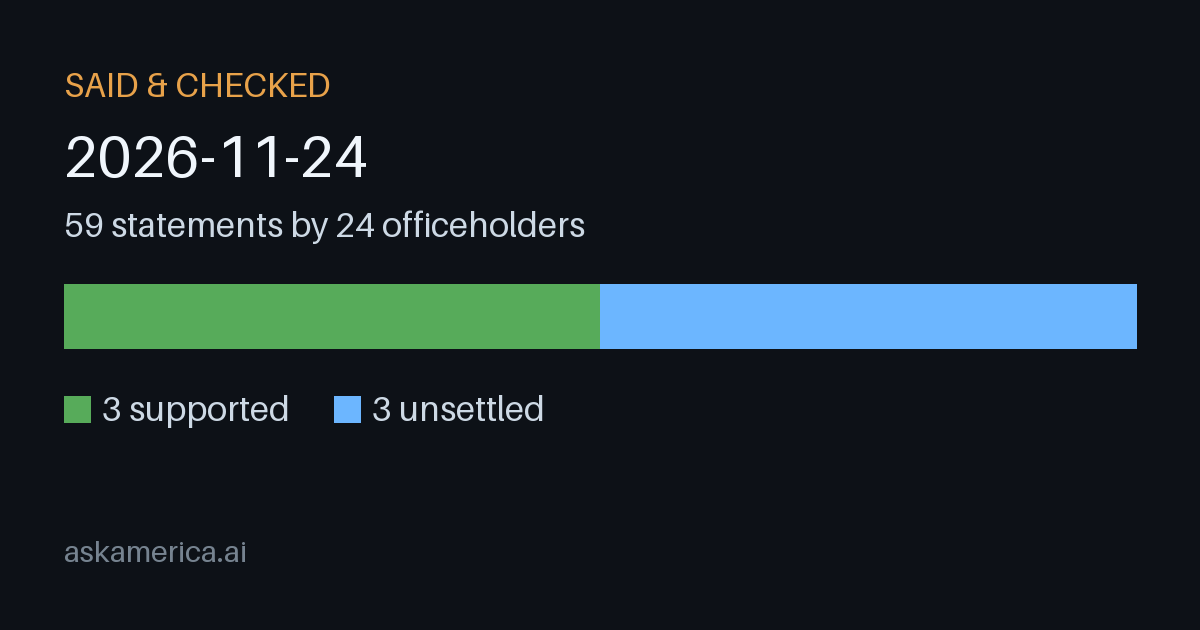 SAID & CHECKED
2026-11-24
59 statements by 24 officeholders
3 supported 3 unsettled
askamerica.ai